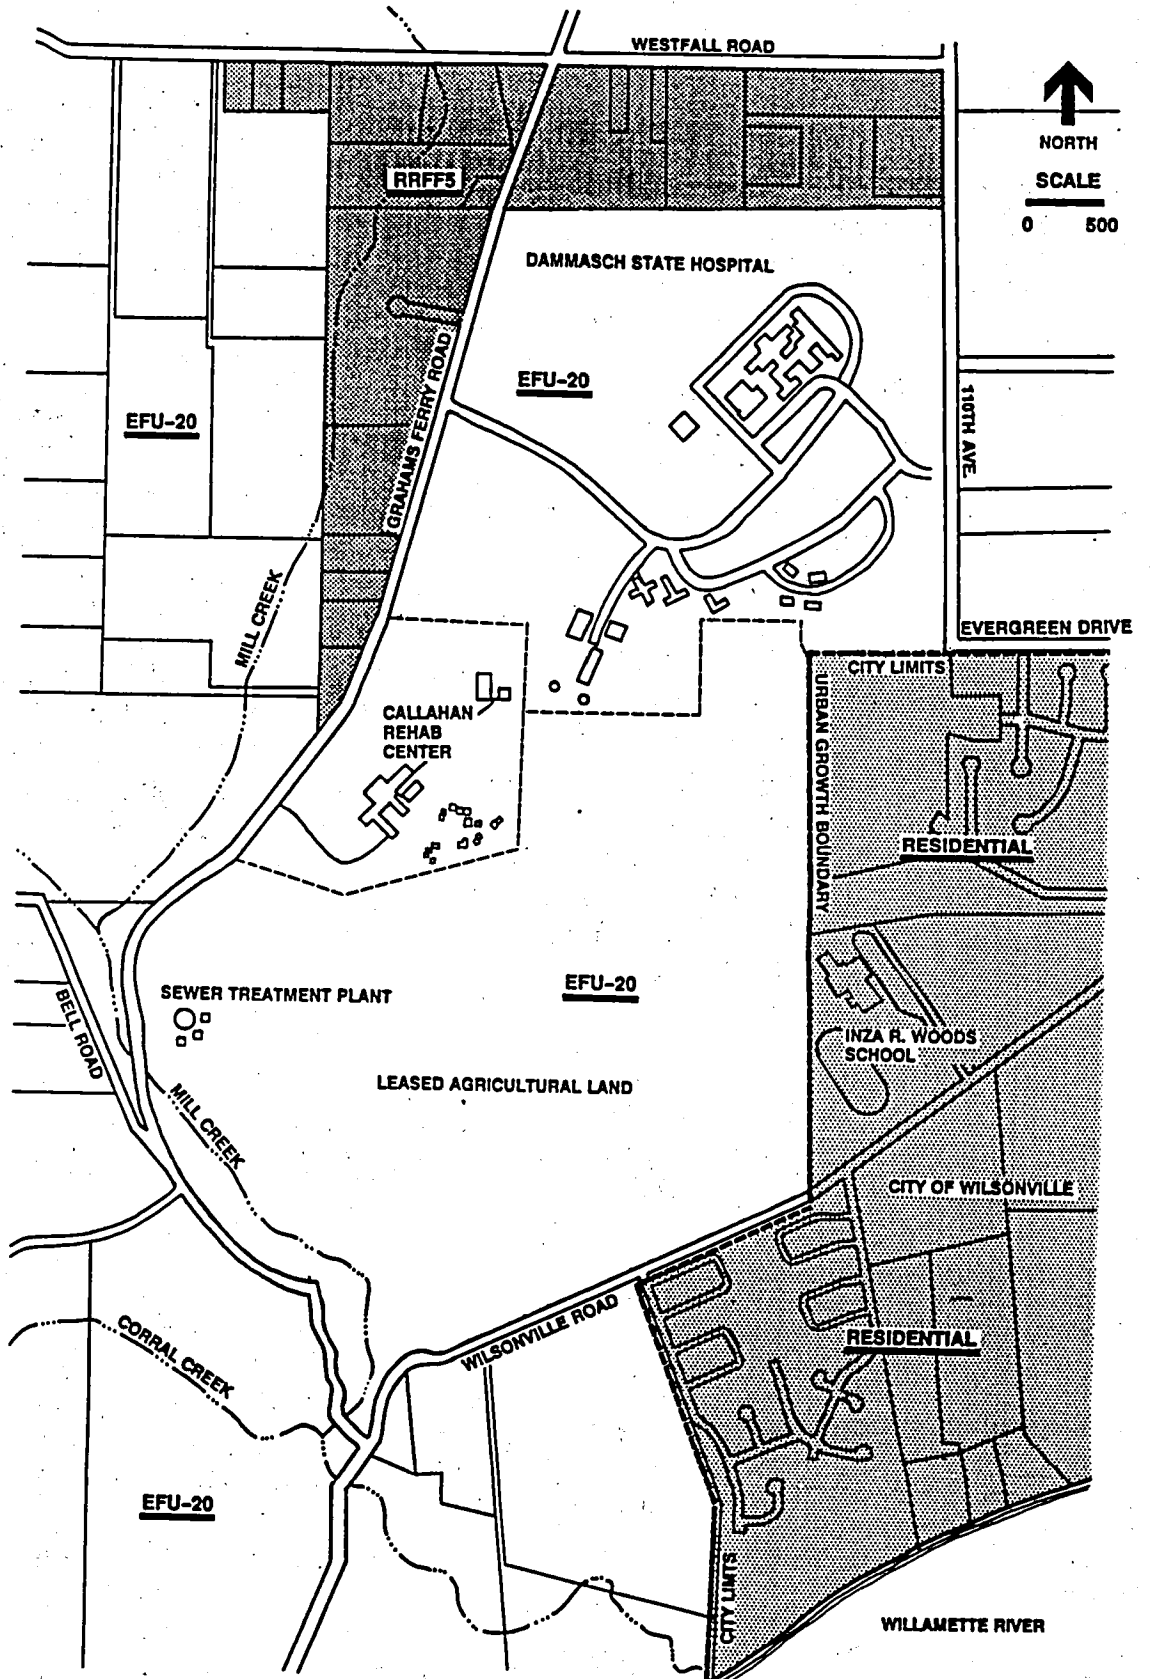 WESTFALL ROAD
NORTH
SCALE
0 500
RRFF5
DAMMASCH STATE HOSPITAL
EFU-20
GRAHAMS FERRY ROAD
110TH AVE.
EFU-20
MILL CREEK
EVERGREEN DRIVE
CITY LIMITS
URBAN GROWTH BOUNDARY
CALLAHAN
REHAB
CENTER
RESIDENTIAL
EFU-20
SEWER TREATMENT PLANT
BELL ROAD
INZA R. WOODS
SCHOOL
LEASED AGRICULTURAL LAND
MILL CREEK
CITY OF WILSONVILLE
WILSONVILLE ROAD
RESIDENTIAL
CORRAL CREEK
EFU-20
CITY LIMTS
WILLAMETTE RIVER